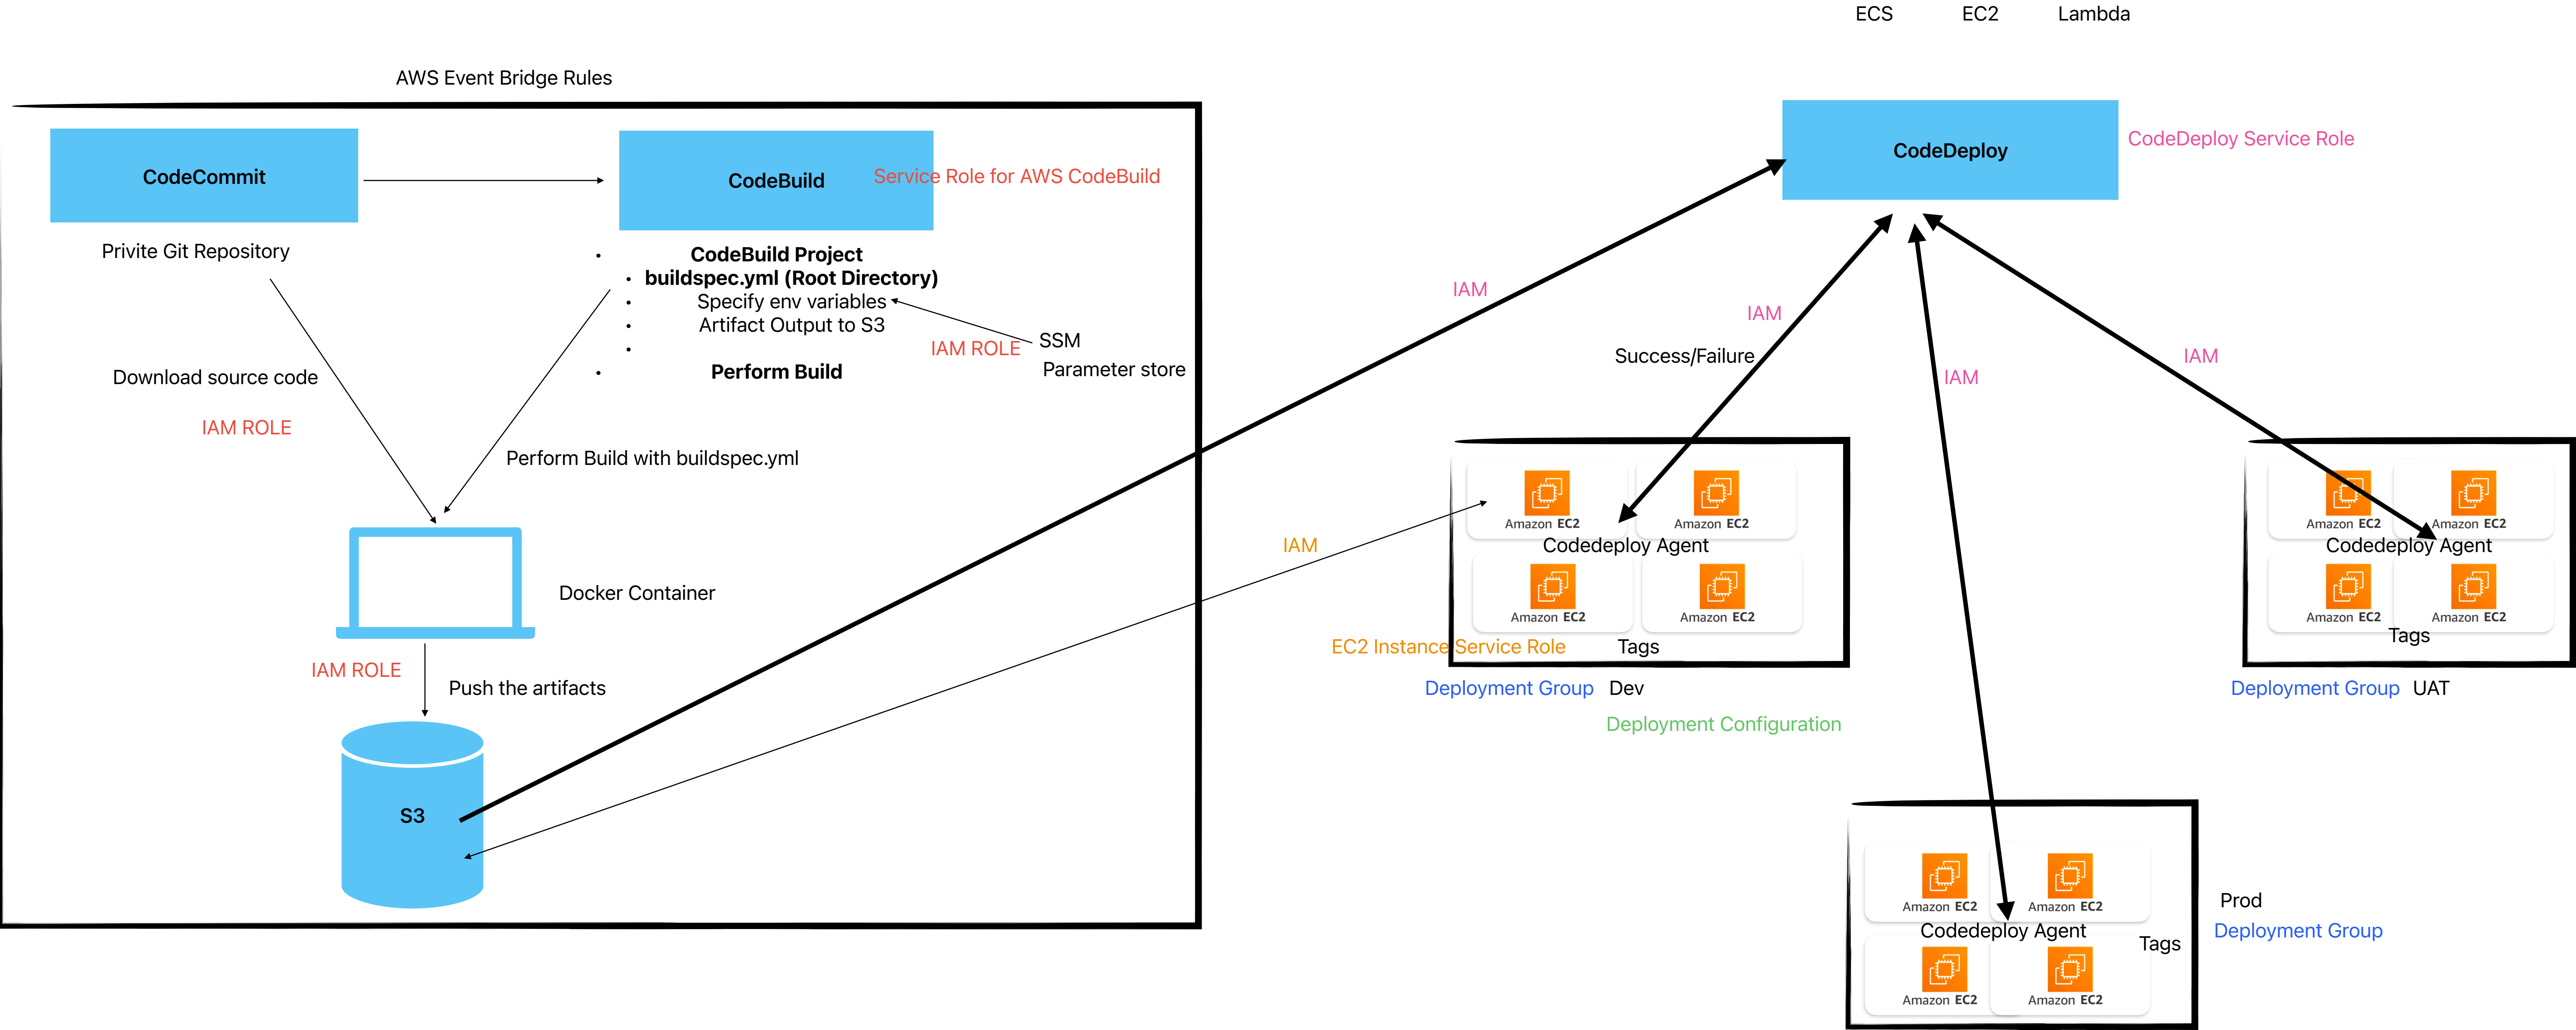 ECS
EC2
Lambda
AWS Event Bridge Rules
CodeCommit
CodeBuild
Service Role for AWS CodeBuild
CodeDeploy
CodeDeploy Service Role
Privite Git Repository
• CodeBuild Project
• buildspec.yml (Root Directory)
• Specify env variables
• Artifact Output to S3
•
• Perform Build
SSM
Parameter store
IAM ROLE
Download source code
IAM ROLE
Perform Build with buildspec.yml
Docker Container
IAM ROLE
Push the artifacts
S3
IAM
IAM
Success/Failure
IAM
IAM
IAM
Amazon EC2
Amazon EC2
Codedeploy Agent
Amazon EC2
Amazon EC2
EC2 Instance Service Role
Tags
Deployment Group
Dev
Deployment Configuration
Amazon EC2
Amazon EC2
Codedeploy Agent
Amazon EC2
Amazon EC2
Tags
Deployment Group
UAT
Amazon EC2
Amazon EC2
Codedeploy Agent
Tags
Amazon EC2
Amazon EC2
Prod
Deployment Group